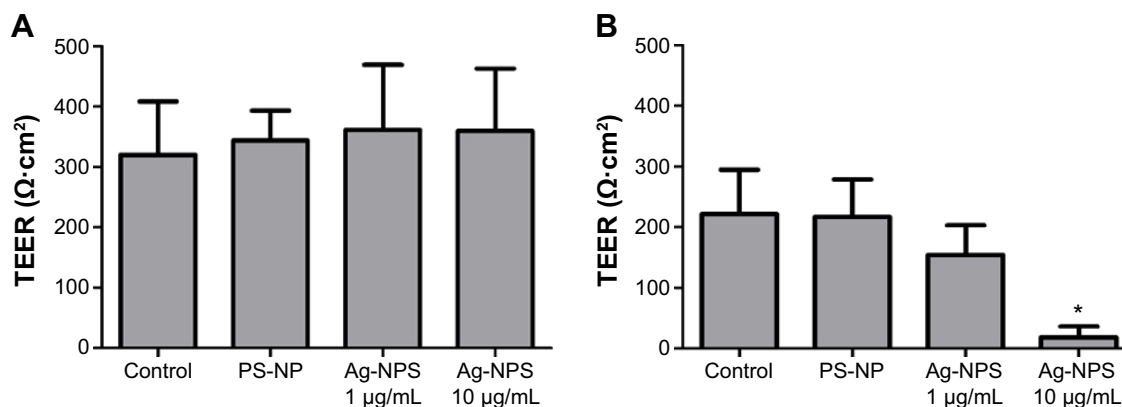 A
TEER (Ω·cm²)
500
400
300
200
100
0
Control
PS-NP
Ag-NPS
1 µg/mL
Ag-NPS
10 µg/mL
B
TEER (Ω·cm²)
500
400
300
200
100
0
*
Control
PS-NP
Ag-NPS
1 µg/mL
Ag-NPS
10 µg/mL